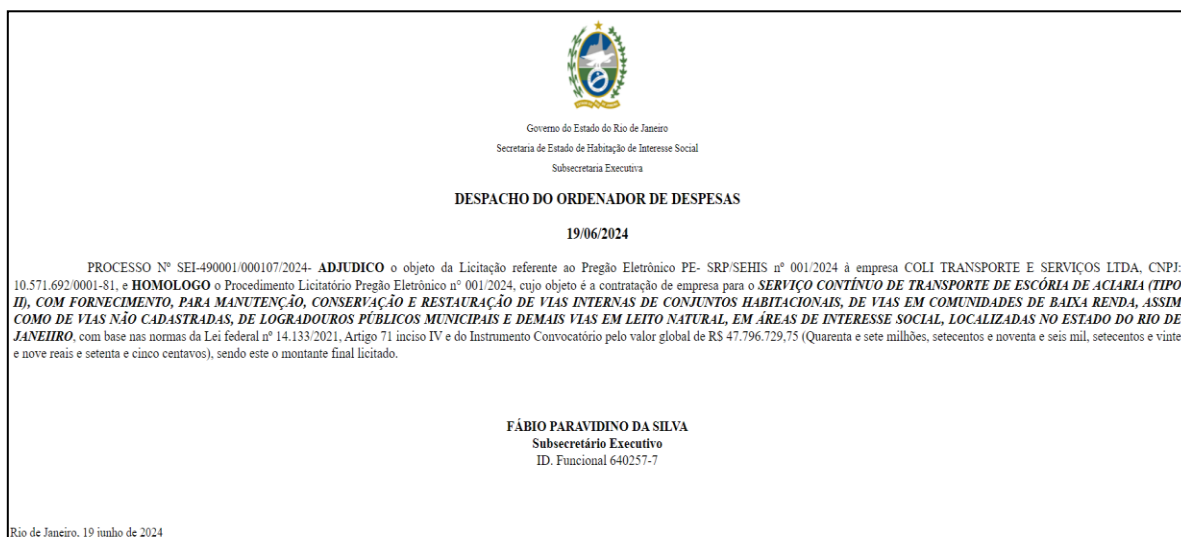 Governo do Estado do Rio de Janeiro
Secretaria de Estado de Habitação de Interesse Social
Subsecretaria Executiva
DESPACHO DO ORDENADOR DE DESPESAS
19/06/2024
PROCESSO Nº SEI-490001/000107/2024- ADJUDICO o objeto da Licitação referente ao Pregão Eletrônico PE- SRP/SEHIS nº 001/2024 à empresa COLI TRANSPORTE E SERVIÇOS LTDA, CNPJ:
10.571.692/0001-81, e HOMOLOGO o Procedimento Licitatório Pregão Eletrônico n° 001/2024, cujo objeto é a contratação de empresa para o SERVIÇO CONTÍNUO DE TRANSPORTE DE ESCÓRIA DE ACIARIA (TIPO
II), COM FORNECIMENTO, PARA MANUTENÇÃO, CONSERVAÇÃO E RESTAURAÇÃO DE VIAS INTERNAS DE CONJUNTOS HABITACIONAIS, DE VIAS EM COMUNIDADES DE BAIXA RENDA, ASSIM
COMO DE VIAS NÃO CADASTRADAS, DE LOGRADOUROS PÚBLICOS MUNICIPAIS E DEMAIS VIAS EM LEITO NATURAL, EM ÁREAS DE INTERESSE SOCIAL, LOCALIZADAS NO ESTADO DO RIO DE
JANEIIRO, com base nas normas da Lei federal nº 14.133/2021, Artigo 71 inciso IV e do Instrumento Convocatório pelo valor global de R$ 47.796.729,75 (Quarenta e sete milhões, setecentos e noventa e seis mil, setecentos e vinte
e nove reais e setenta e cinco centavos), sendo este o montante final licitado.
FÁBIO PARAVIDINO DA SILVA
Subsecretário Executivo
ID. Funcional 640257-7
Rio de Janeiro, 19 junho de 2024